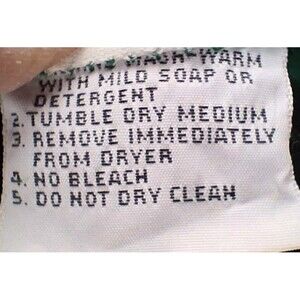 WASH WARM
WITH MILD SOAP OR
DETERGENT
2. TUMBLE DRY MEDIUM
3. REMOVE IMMEDIATELY
FROM DRYER
4. NO BLEACH
5. DO NOT DRY CLEAN